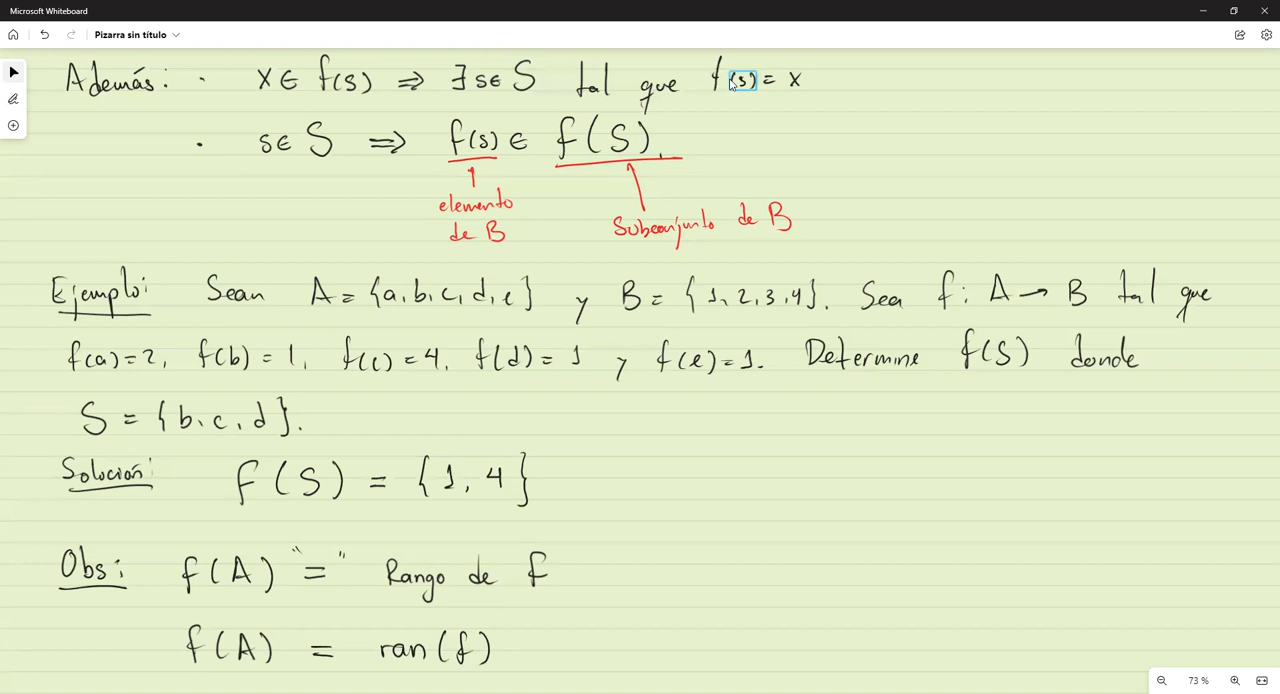 Microsoft Whiteboard
Pizarra sin título
Además: · x ∈ f(S) ⇒ ∃ s ∈ S tal que f(s) = x
· s ∈ S ⇒ f(s) ∈ f(S).
elemento de B
Subconjunto de B
Ejemplo: Sean A = {a, b, c, d, e} y B = {1, 2, 3, 4}. Sea f: A → B tal que
f(a) = 2, f(b) = 1, f(c) = 4, f(d) = 1 y f(e) = 1. Determine f(S) donde
S = {b, c, d}.
Solución: f(S) = {1, 4}
Obs: f(A) "=" Rango de f
f(A) = ran(f)
73 %